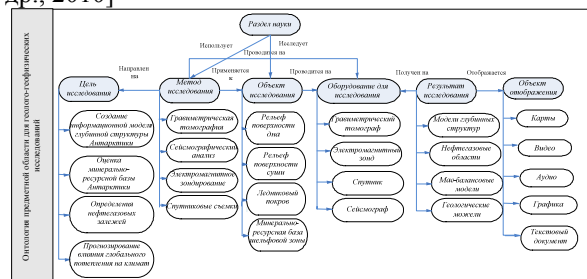 др., 2010]
Раздел науки
Использует
Исследует
Проводится на
Направлен
на
Применяется
к
Проводится на
Получен на
Отображается
Цель
исследования
Метод
исследования
Объект
исследования
Оборудование для
исследования
Результат
исследования
Объект
отображения
Создание
информационной модели
глубинной структуры
Антарктики
Оценка
минерально-
ресурсной базы
Антарктики
Определения
нефтегазовых
залежей
Прогнозирование
влияния глобального
потепления на климат
Гравиметрическая
томография
Сейсмографический
анализ
Электромагнитное
зондирование
Спутниковые съемки
Рельеф
поверхности
дна
Рельеф
поверхности
суши
Ледниковый
покров
Минерально-
ресурсная база
шельфовой зоны
Гравиметрический
томограф
Электромагнитный
зонд
Спутник
Сейсмограф
Модели глубинных
структур
Нефтегазовые
области
Мас-балансовые
модели
Геологические
можели
Карты
Видео
Аудио
Графика
Текстовый
документ
Онтология предметной области для геолого-геофизических
исследований